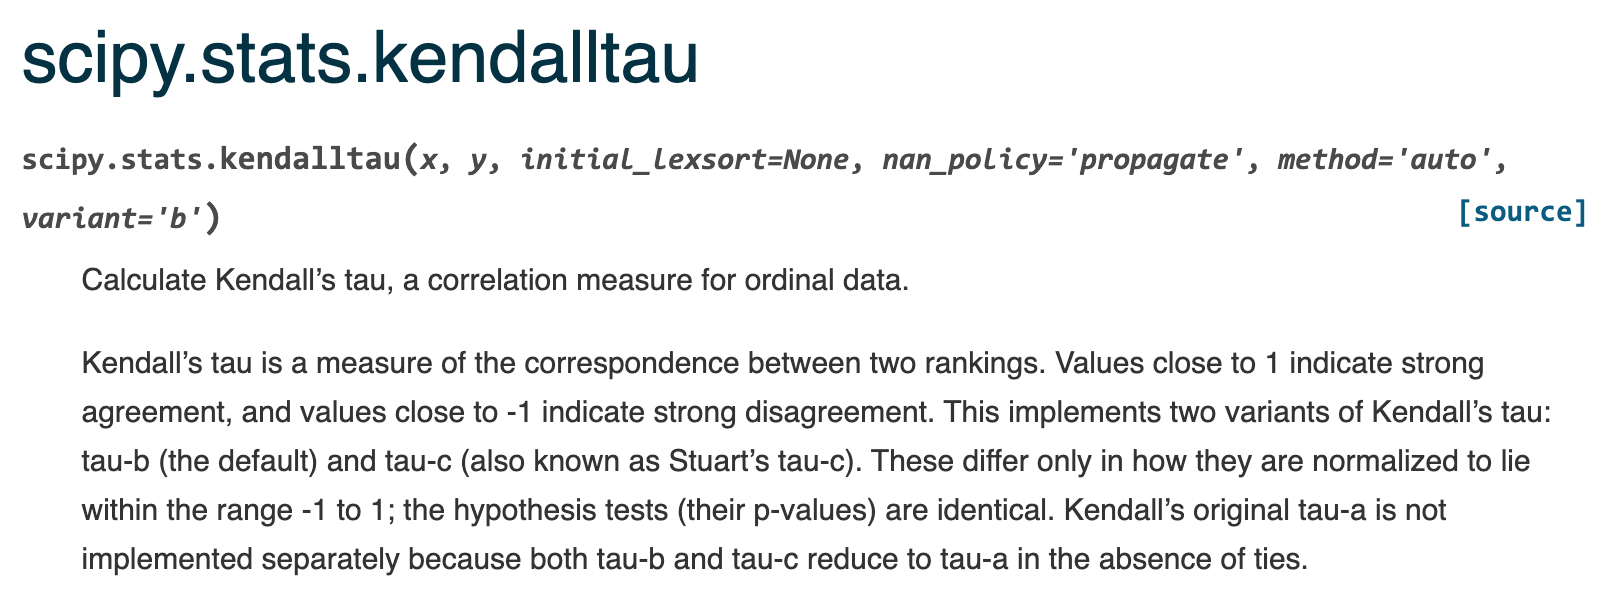 scipy.stats.kendalltau
scipy.stats.kendalltau(x, y, initial_lexsort=None, nan_policy='propagate', method='auto',
variant='b')
[source]
Calculate Kendall’s tau, a correlation measure for ordinal data.
Kendall’s tau is a measure of the correspondence between two rankings. Values close to 1 indicate strong
agreement, and values close to -1 indicate strong disagreement. This implements two variants of Kendall’s tau:
tau-b (the default) and tau-c (also known as Stuart’s tau-c). These differ only in how they are normalized to lie
within the range -1 to 1; the hypothesis tests (their p-values) are identical. Kendall’s original tau-a is not
implemented separately because both tau-b and tau-c reduce to tau-a in the absence of ties.